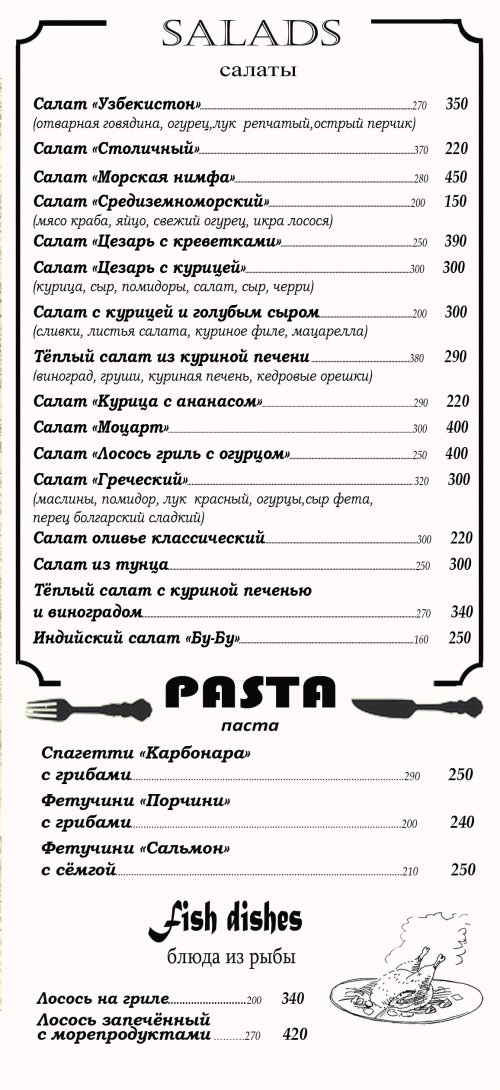 SALADS
салаты
Салат «Узбекистон» 270 350
(отварная говядина, огурец,лук репчатый,острый перчик)
Салат «Столичный» 370 220
Салат «Морская нимфа» 280 450
Салат «Средиземноморский» 200 150
(мясо краба, яйцо, свежий огурец, икра лосося)
Салат «Цезарь с креветками» 250 390
Салат «Цезарь с курицей» 300 300
(курица, сыр, помидоры, салат, сыр, черри)
Салат с курицей и голубым сыром 200 300
(сливки, листья салата, куриное филе, мацарелла)
Тёплый салат из куриной печени 380 290
(виноград, груши, куриная печень, кедровые орешки)
Салат «Курица с ананасом» 290 220
Салат «Моцарт» 300 400
Салат «Лосось гриль с огурцом» 250 400
Салат «Греческий» 320 300
(маслины, помидор, лук красный, огурцы,сыр фета,
перец болгарский сладкий)
Салат оливье классический 300 220
Салат из тунца 250 300
Тёплый салат с куриной печенью
и виноградом 270 340
Индийский салат «Бу-Бу» 160 250
PASTA
паста
Спагетти «Карбонара»
с грибами 290 250
Фетучини «Порчини»
с грибами 200 240
Фетучини «Сальмон»
с сёмгой 210 250
Fish dishes
блюда из рыбы
Лосось на гриле 200 340
Лосось запечённый
с морепродуктами 270 420